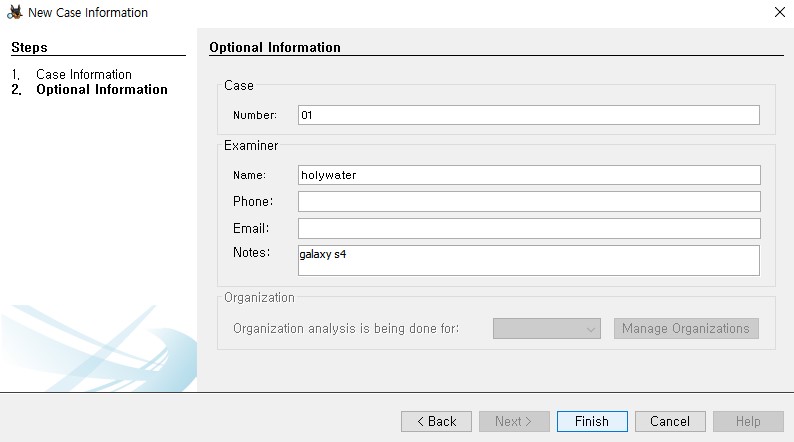 New Case Information
Steps
1. Case Information
2. Optional Information
Optional Information
Case
Number: 01
Examiner
Name: holywater
Phone:
Email:
Notes: galaxy s4
Organization
Organization analysis is being done for: Manage Organizations
< Back Next > Finish Cancel Help